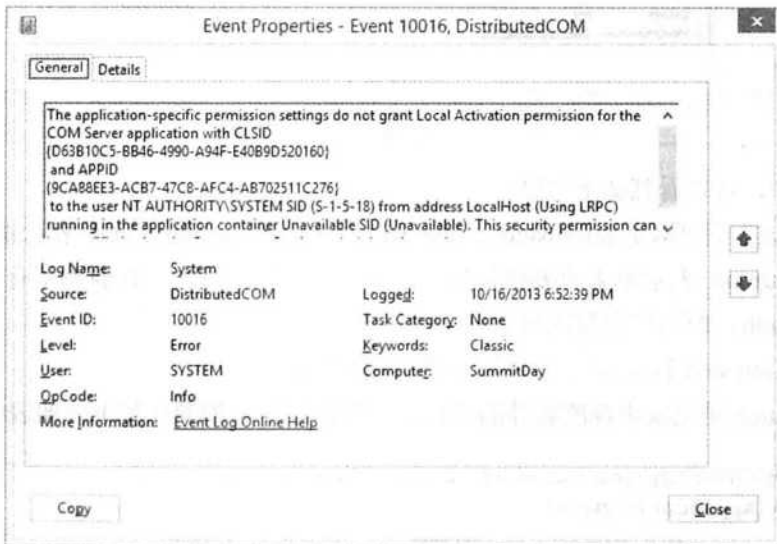 Event Properties - Event 10016, DistributedCOM
General Details
The application-specific permission settings do not grant Local Activation permission for the
COM Server application with CLSID
{D63B10C5-BB46-4990-A94F-E40B9D520160}
and APPID
{9CA88EE3-ACB7-47C8-AFC4-AB702511C276}
to the user NT AUTHORITY\SYSTEM SID (S-1-5-18) from address LocalHost (Using LRPC)
running in the application container Unavailable SID (Unavailable). This security permission can
Log Name: System
Source: DistributedCOM Logged: 10/16/2013 6:52:39 PM
Event ID: 10016 Task Category: None
Level: Error Keywords: Classic
User: SYSTEM Computer: SummitDay
OpCode: Info
More Information: Event Log Online Help
Copy Close